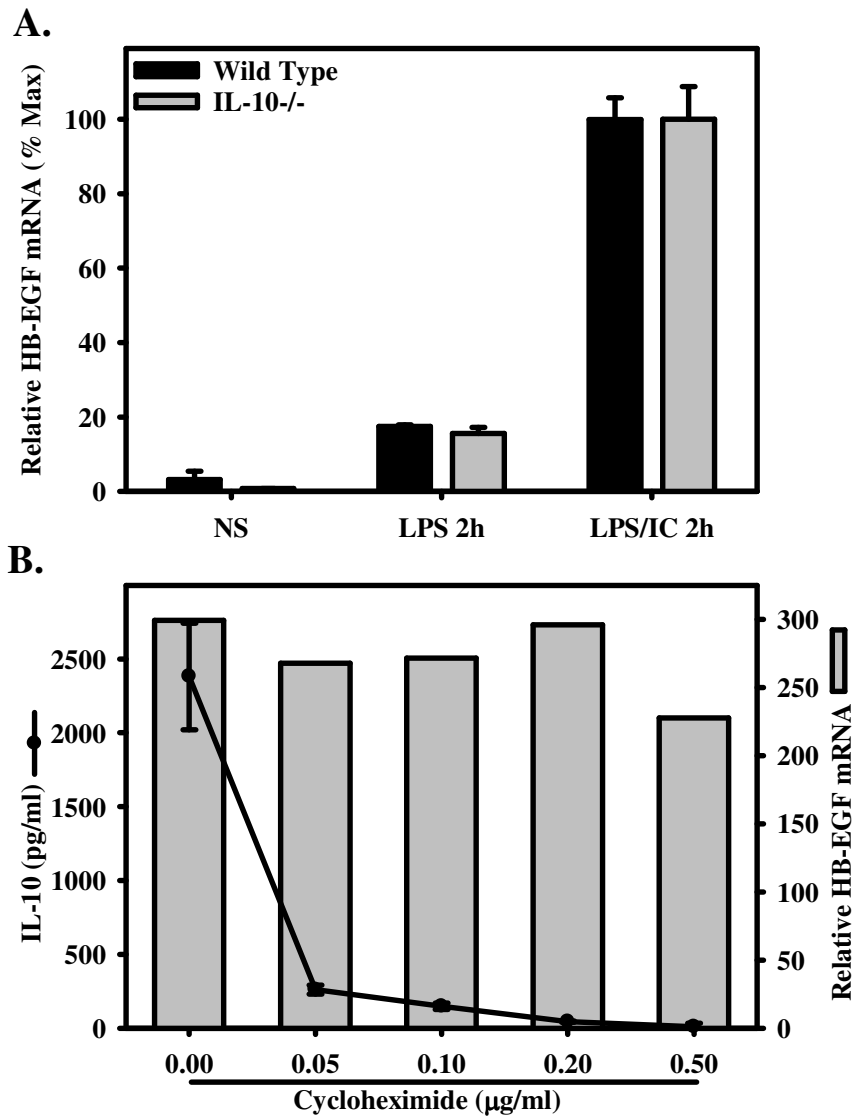 A.
Relative HB-EGF mRNA (% Max)
Wild Type
IL-10-/-
100
80
60
40
20
0
NS LPS 2h LPS/IC 2h
B.
IL-10 (pg/ml)
2500
2000
1500
1000
500
0
300
250
200
150
100
50
0
Relative HB-EGF mRNA
0.00 0.05 0.10 0.20 0.50
Cycloheximide (µg/ml)